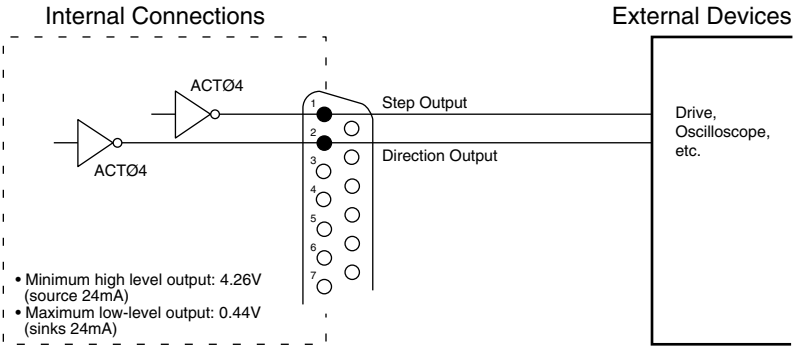 Internal Connections
External Devices
ACTØ4
ACTØ4
Step Output
Direction Output
Drive,
Oscilloscope,
etc.
1
2
3
4
5
6
7
• Minimum high level output: 4.26V
(source 24mA)
• Maximum low-level output: 0.44V
(sinks 24mA)